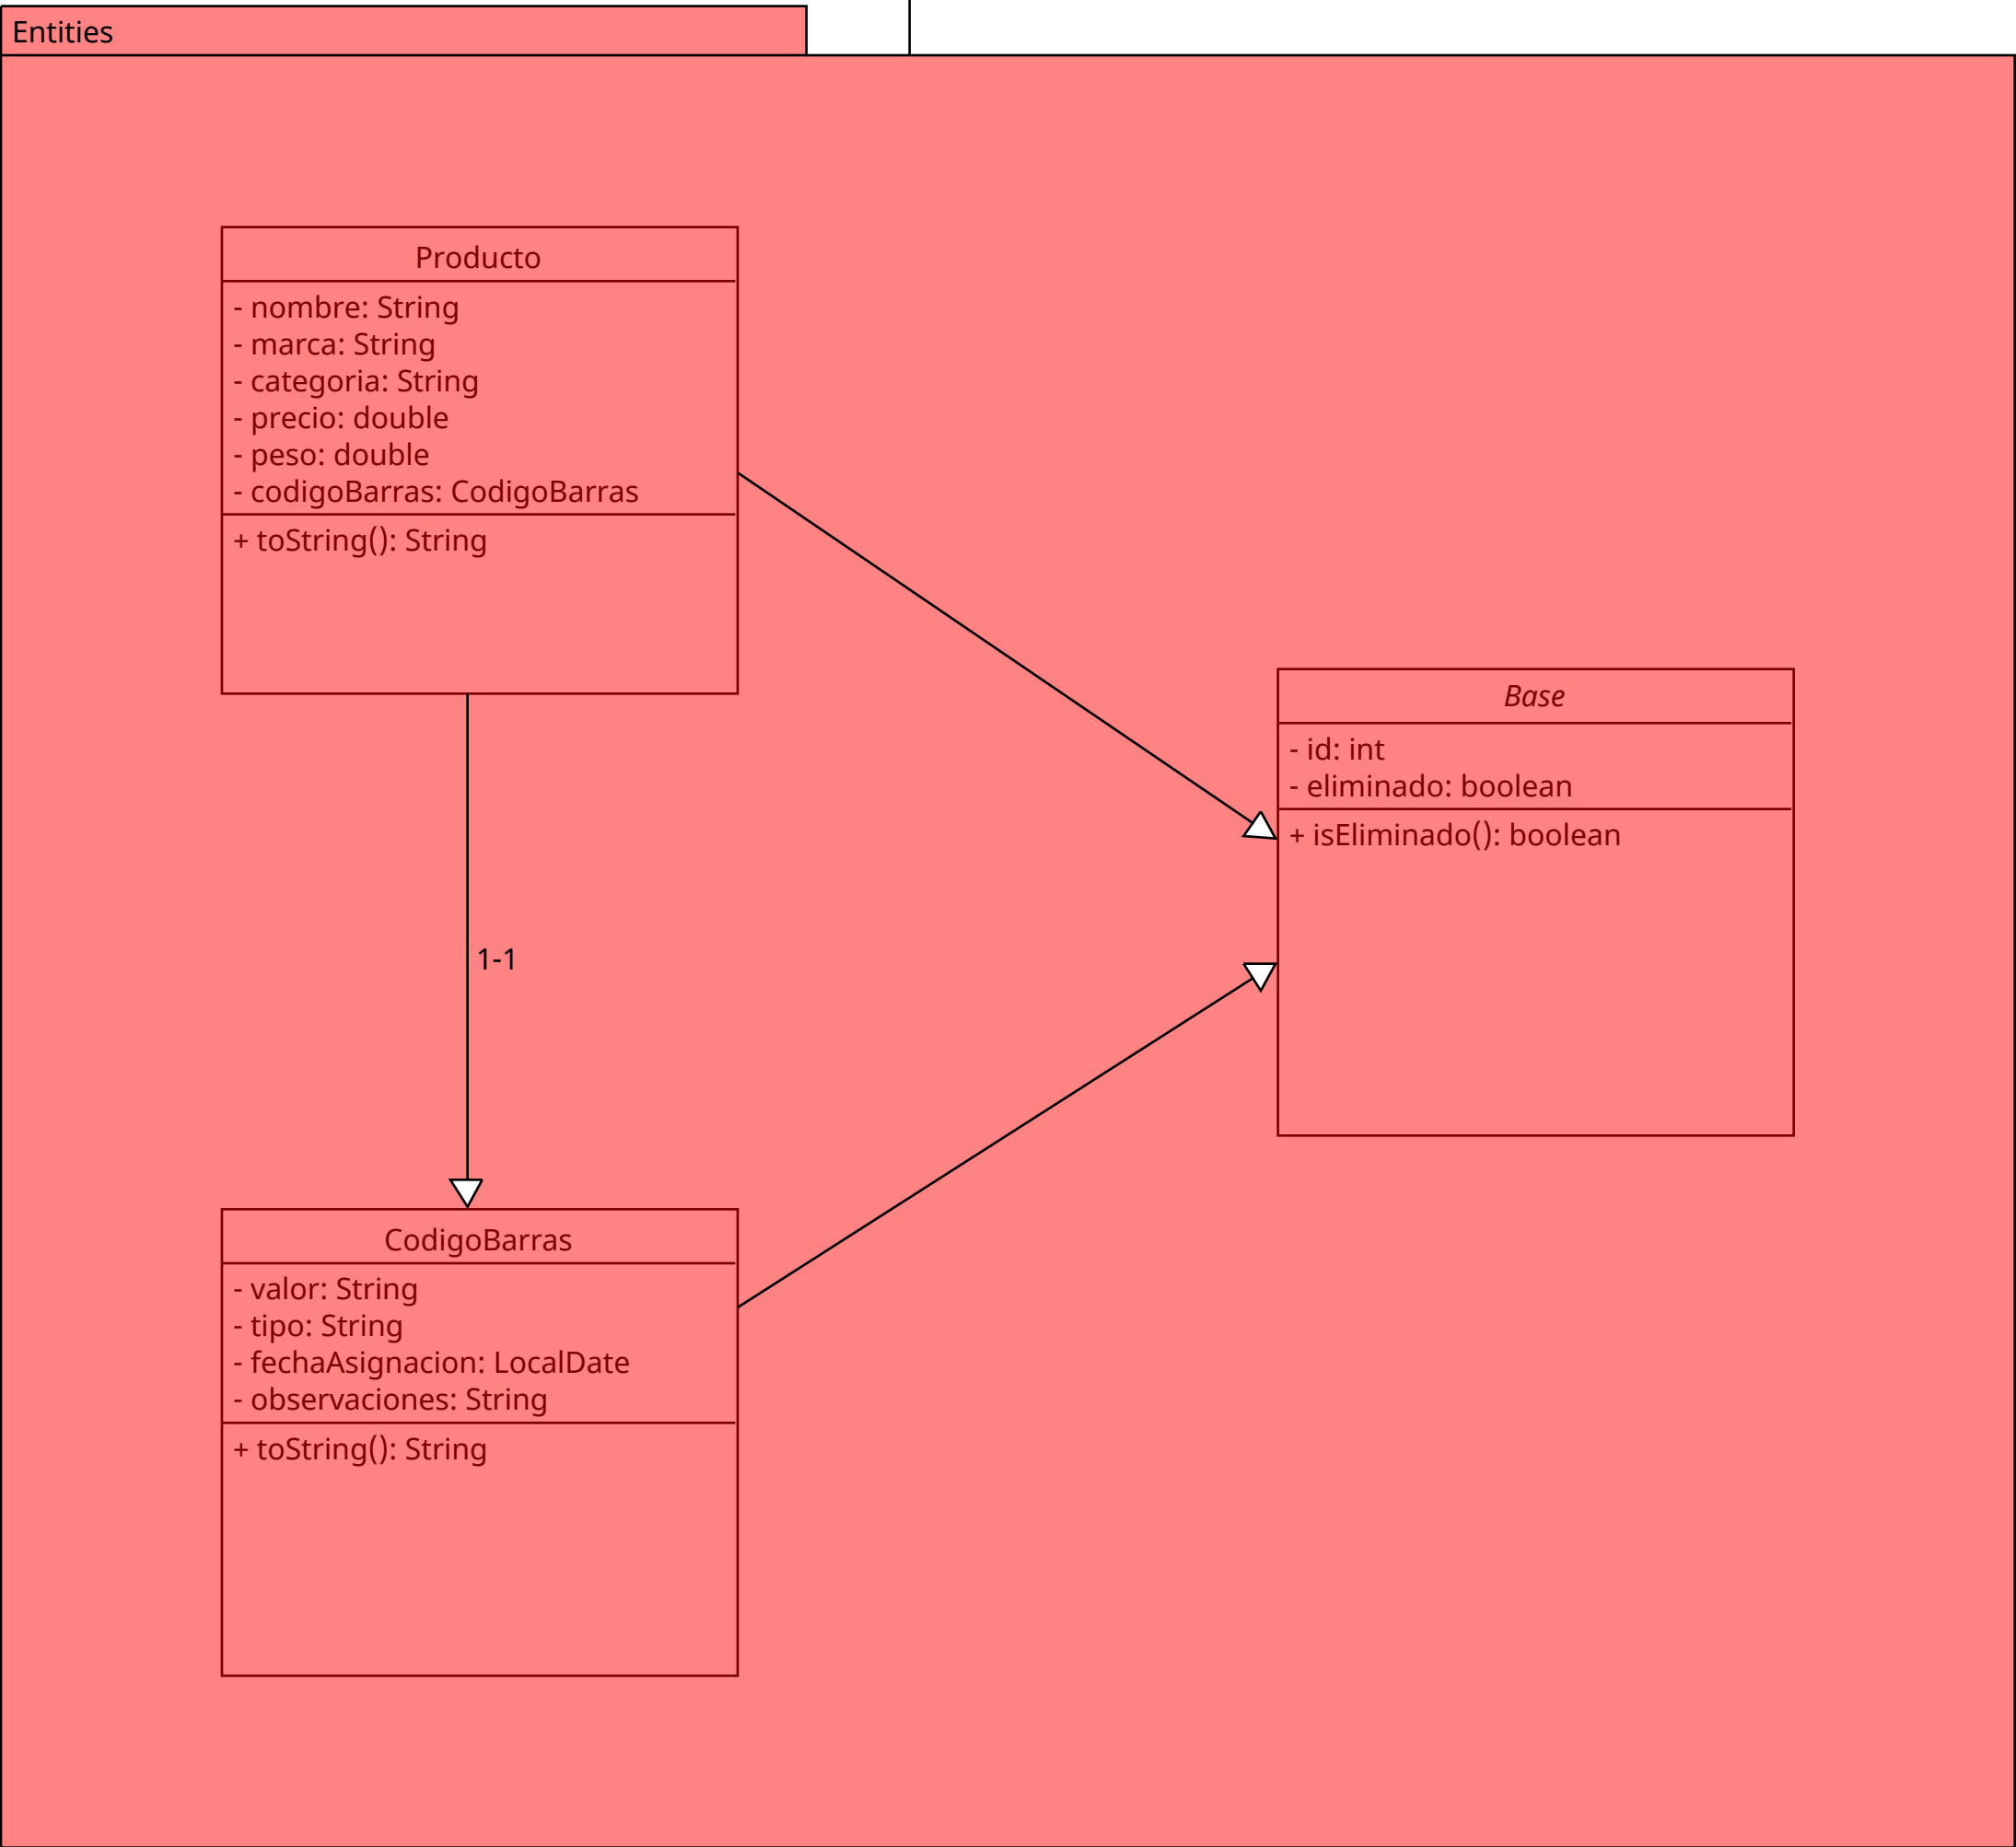 Entities
Producto
- nombre: String
- marca: String
- categoria: String
- precio: double
- peso: double
- codigoBarras: CodigoBarras
+ toString(): String
Base
- id: int
- eliminado: boolean
+ isEliminado(): boolean
1-1
CodigoBarras
- valor: String
- tipo: String
- fechaAsignacion: LocalDate
- observaciones: String
+ toString(): String